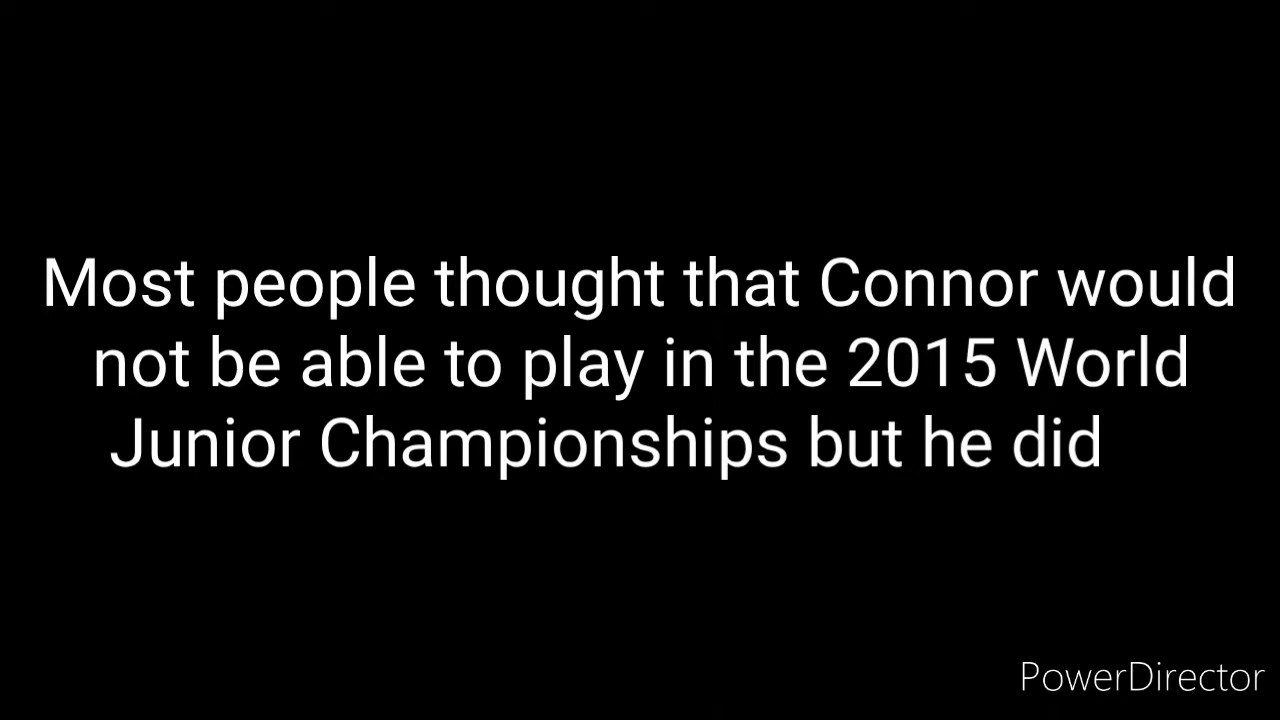 Most people thought that Connor would
not be able to play in the 2015 World
Junior Championships but he did
PowerDirector